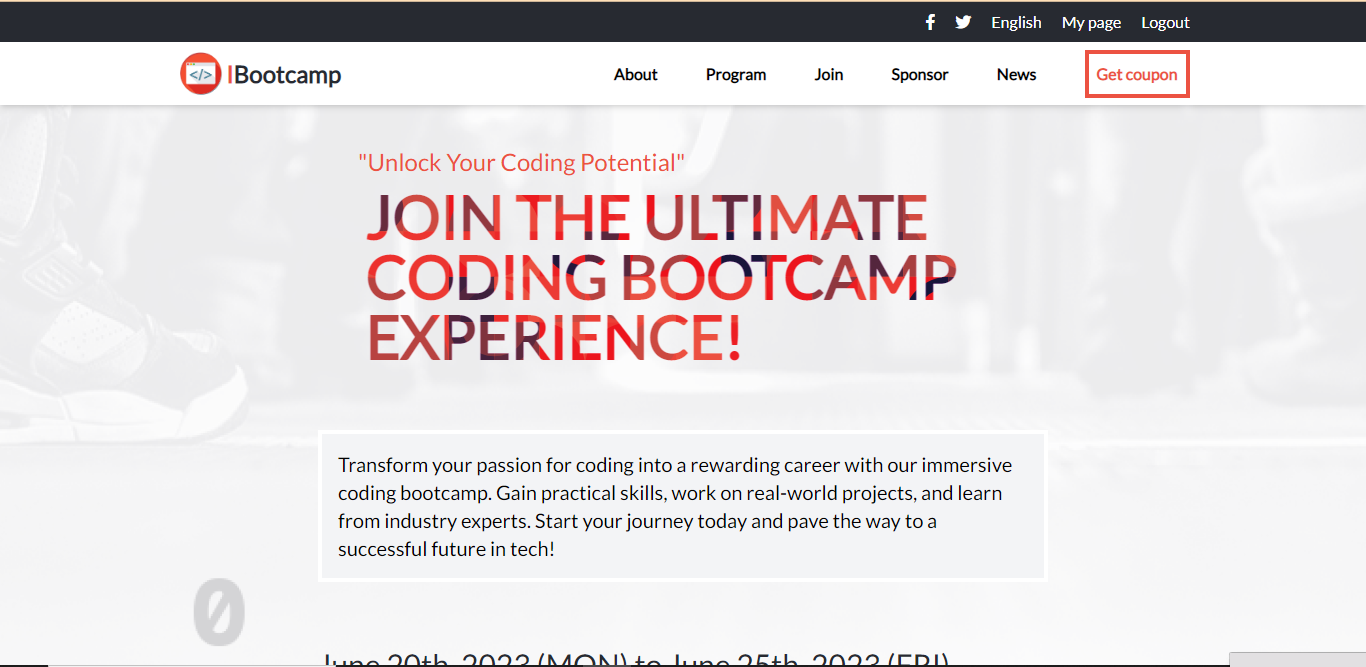 English My page Logout
</> IBootcamp About Program Join Sponsor News Get coupon
"Unlock Your Coding Potential"
JOIN THE ULTIMATE
CODING BOOTCAMP
EXPERIENCE!
Transform your passion for coding into a rewarding career with our immersive
coding bootcamp. Gain practical skills, work on real-world projects, and learn
from industry experts. Start your journey today and pave the way to a
successful future in tech!
0
June 20th, 2023 (MON) to June 25th, 2023 (FRI)